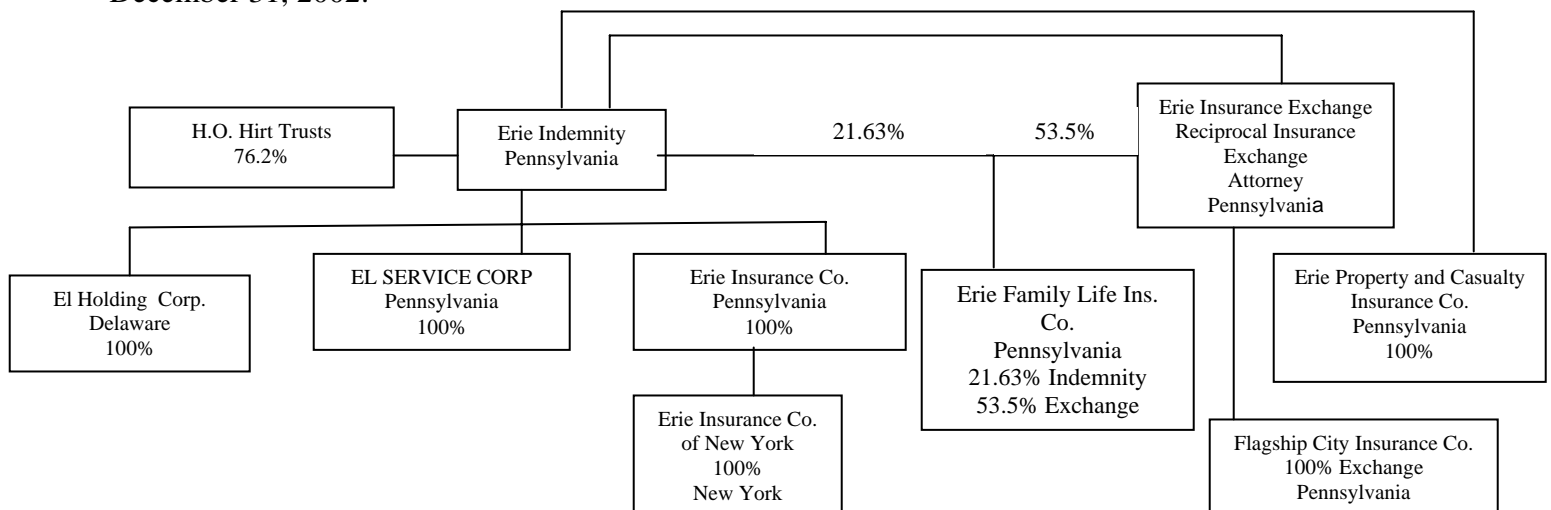 December 31, 2002.
H.O. Hirt Trusts
76.2%
Erie Indemnity
Pennsylvania
21.63%
53.5%
Erie Insurance Exchange
Reciprocal Insurance
Exchange
Attorney
Pennsylvania
El Holding Corp.
Delaware
100%
EL SERVICE CORP
Pennsylvania
100%
Erie Insurance Co.
Pennsylvania
100%
Erie Family Life Ins.
Co.
Pennsylvania
21.63% Indemnity
53.5% Exchange
Erie Property and Casualty
Insurance Co.
Pennsylvania
100%
Erie Insurance Co.
of New York
100%
New York
Flagship City Insurance Co.
100% Exchange
Pennsylvania